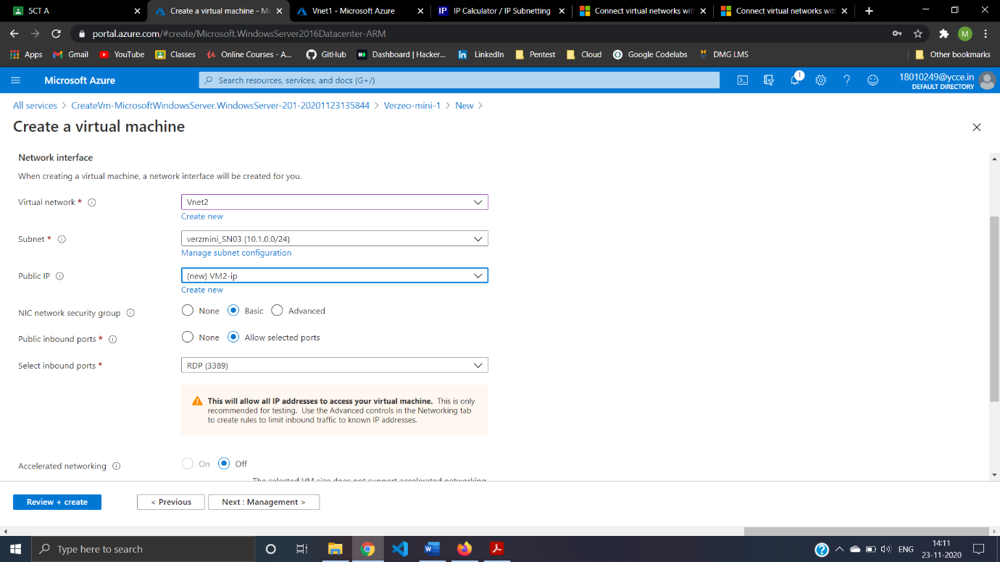 5CT A
Create a virtual machine - Mi
Vnet1 - Microsoft Azure
IP Calculator / IP Subnetting
Connect virtual networks with
Connect virtual networks with
portal.azure.com/#create/Microsoft.WindowsServer2016Datacenter-ARM
M
Apps
Gmail
YouTube
Classes
Online Courses - A...
GitHub
Dashboard | Hacker...
LinkedIn
Pentest
Cloud
Google Codelabs
DMG LMS
Other bookmarks
Microsoft Azure
Search resources, services, and docs (G+/)
1
18010249@ycce.in
DEFAULT DIRECTORY
All services > CreateVm-MicrosoftWindowsServer.WindowsServer-201-20201123135844 > Verzeo-mini-1 > New >
Create a virtual machine
Network interface
When creating a virtual machine, a network interface will be created for you.
Virtual network *
Vnet2
Create new
Subnet *
verzmini_SN03 (10.1.0.0/24)
Manage subnet configuration
Public IP
(new) VM2-ip
Create new
NIC network security group
None
Basic
Advanced
Public inbound ports *
None
Allow selected ports
Select inbound ports *
RDP (3389)
This will allow all IP addresses to access your virtual machine. This is only
recommended for testing. Use the Advanced controls in the Networking tab
to create rules to limit inbound traffic to known IP addresses.
Accelerated networking
On
Off
The selected VM size does not support accelerated networking.
Review + create
< Previous
Next : Management >
Type here to search
ENG
14:11
23-11-2020